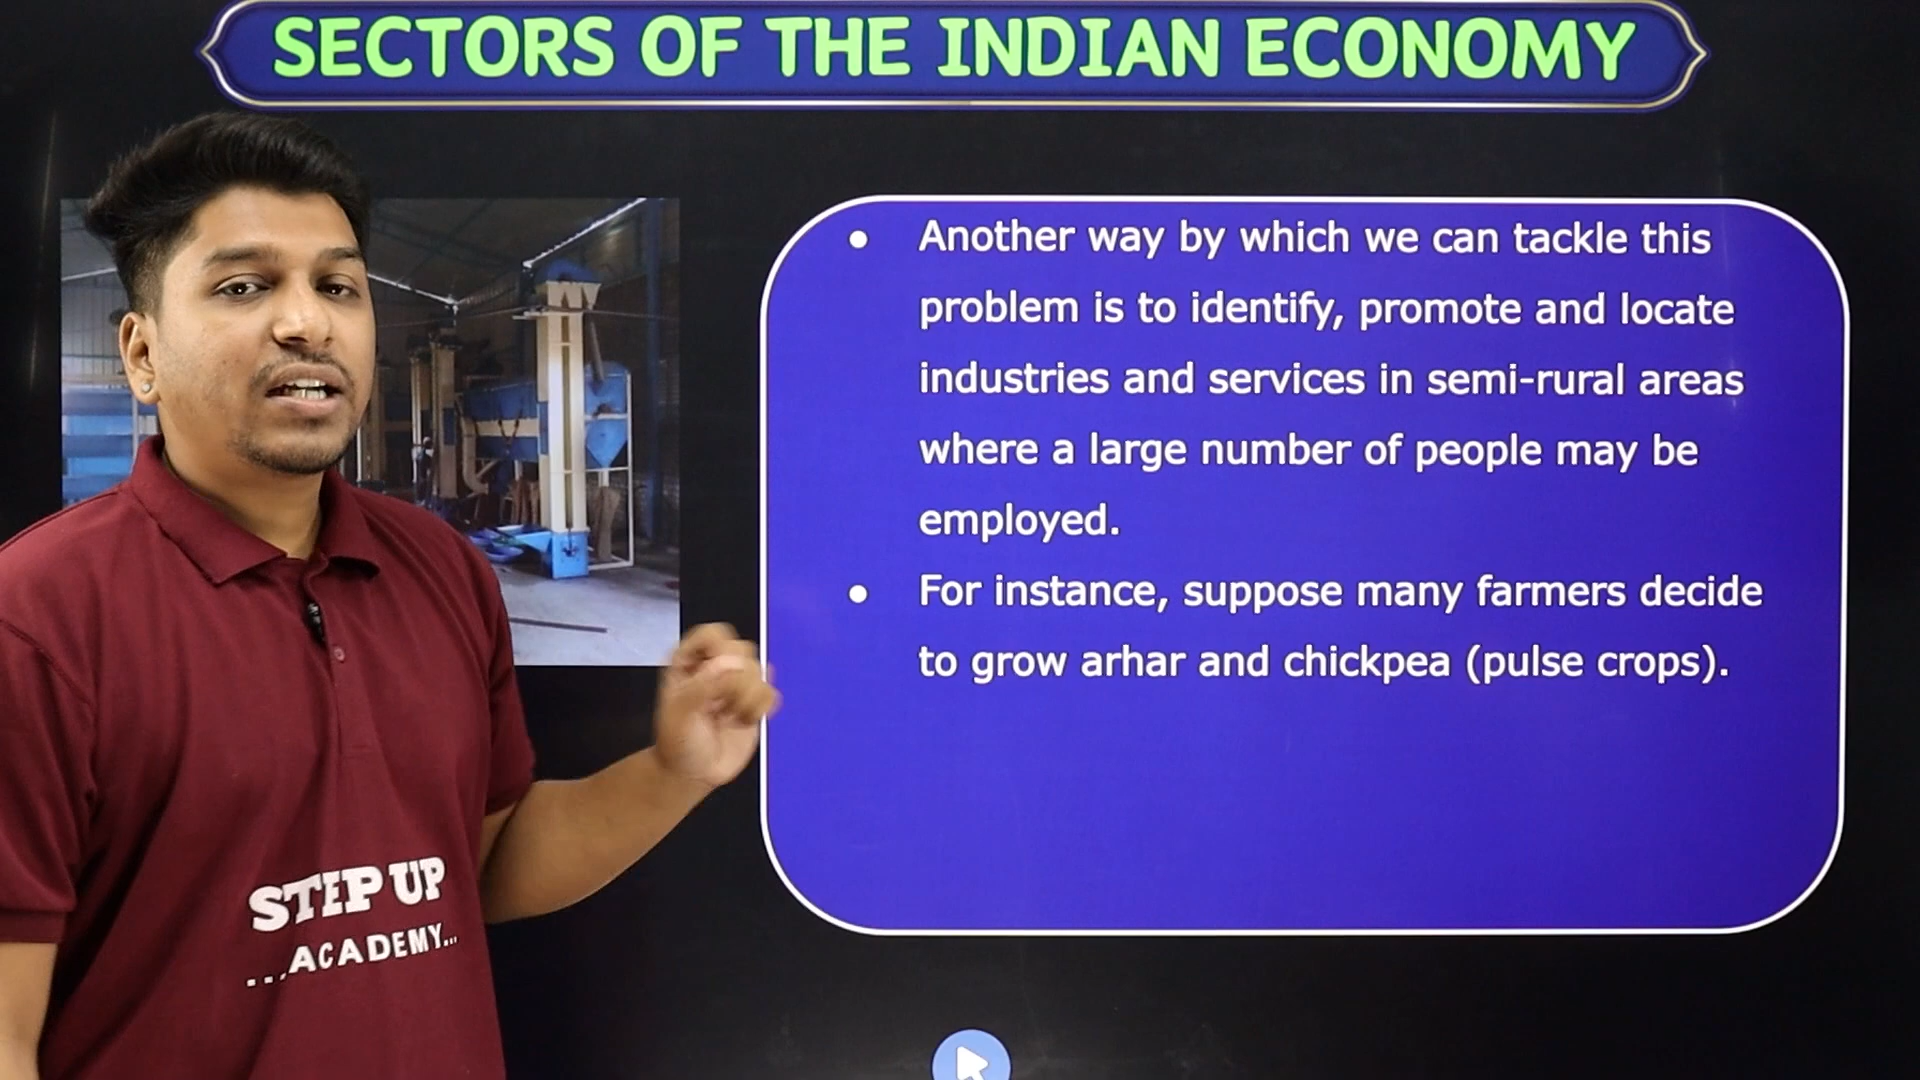 SECTORS OF THE INDIAN ECONOMY
● Another way by which we can tackle this
problem is to identify, promote and locate
industries and services in semi-rural areas
where a large number of people may be
employed.
● For instance, suppose many farmers decide
to grow arhar and chickpea (pulse crops).
STEP UP
...ACADEMY...